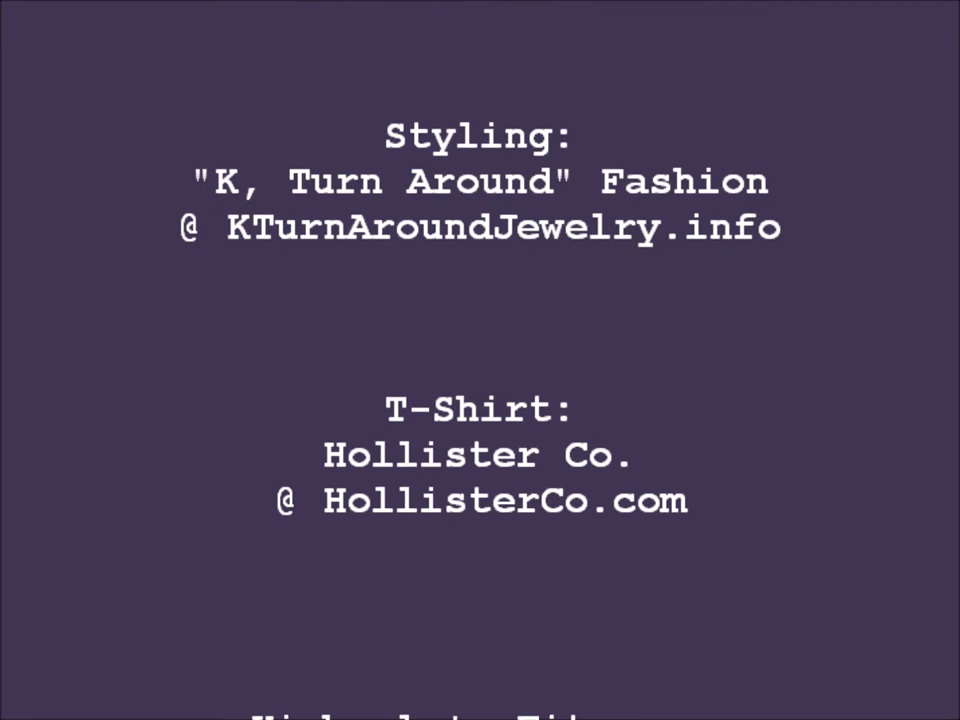 Styling:
"K, Turn Around" Fashion
@ KTurnAroundJewelry.info
T-Shirt:
Hollister Co.
@ HollisterCo.com